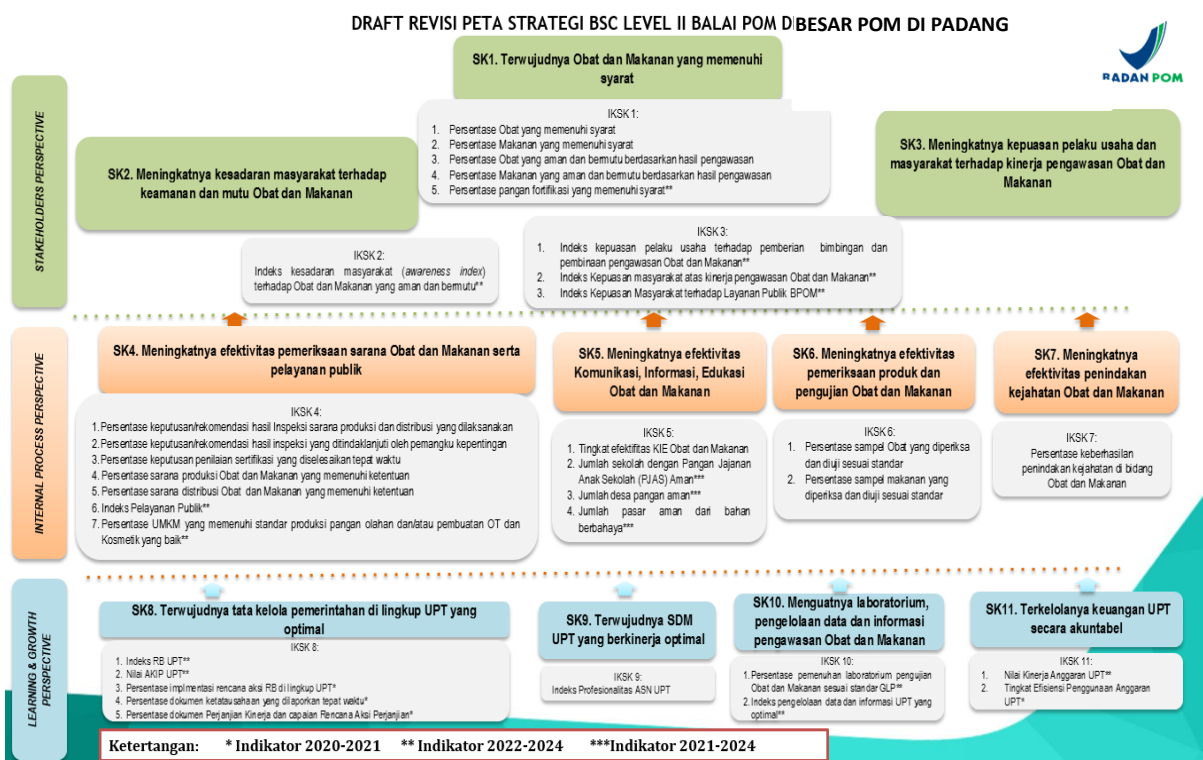 DRAFT REVISI PETA STRATEGI BSC LEVEL II BALAI POM DI BESAR POM DI PADANG
BADAN POM
STAKEHOLDERS PERSPECTIVE
SK1. Terwujudnya Obat dan Makanan yang memenuhi
syarat
IKSK 1:
1. Persentase Obat yang memenuhi syarat
2. Persentase Makanan yang memenuhi syarat
3. Persentase Obat yang aman dan bermutu berdasarkan hasil pengawasan
4. Persentase Makanan yang aman dan bermutu berdasarkan hasil pengawasan
5. Persentase pangan fortifikasi yang memenuhi syarat**
SK2. Meningkatnya kesadaran masyarakat terhadap
keamanan dan mutu Obat dan Makanan
IKSK 2:
Indeks kesadaran masyarakat (awareness index)
terhadap Obat dan Makanan yang aman dan bermutu**
SK3. Meningkatnya kepuasan pelaku usaha dan
masyarakat terhadap kinerja pengawasan Obat dan
Makanan
IKSK 3:
1. Indeks kepuasan pelaku usaha terhadap pemberian bimbingan dan
pembinaan pengawasan Obat dan Makanan**
2. Indeks Kepuasan masyarakat atas kinerja pengawasan Obat dan Makanan**
3. Indeks Kepuasan Masyarakat terhadap Layanan Publik BPOM**
INTERNAL PROCESS PERSPECTIVE
SK4. Meningkatnya efektivitas pemeriksaan sarana Obat dan Makanan serta
pelayanan publik
IKSK 4:
1. Persentase keputusan/rekomendasi hasil Inspeksi sarana produksi dan distribusi yang dilaksanakan
2. Persentase keputusan/rekomendasi hasil inspeksi yang ditindaklanjuti oleh pemangku kepentingan
3. Persentase keputusan penilaian sertifikasi yang diselesaikan tepat waktu
4. Persentase sarana produksi Obat dan Makanan yang memenuhi ketentuan
5. Persentase sarana distribusi Obat dan Makanan yang memenuhi ketentuan
6. Indeks Pelayanan Publik**
7. Persentase UMKM yang memenuhi standar produksi pangan olahan dan/atau pembuatan OT dan
Kosmetik yang baik**
SK5. Meningkatnya efektivitas
Komunikasi, Informasi, Edukasi
Obat dan Makanan
IKSK 5:
1. Tingkat efektifitas KIE Obat dan Makanan
2. Jumlah sekolah dengan Pangan Jajanan
Anak Sekolah (PJAS) Aman***
3. Jumlah desa pangan aman***
4. Jumlah pasar aman dari bahan
berbahaya***
SK6. Meningkatnya efektivitas
pemeriksaan produk dan
pengujian Obat dan Makanan
IKSK 6:
1. Persentase sampel Obat yang diperiksa
dan diuji sesuai standar
2. Persentase sampel makanan yang
diperiksa dan diuji sesuai standar
SK7. Meningkatnya
efektivitas penindakan
kejahatan Obat dan Makanan
IKSK 7:
Persentase keberhasilan
penindakan kejahatan di bidang
Obat dan Makanan
LEARNING & GROWTH
PERSPECTIVE
SK8. Terwujudnya tata kelola pemerintahan di lingkup UPT yang
optimal
IKSK 8:
1. Indeks RB UPT**
2. Nilai AKIP UPT**
3. Persentase implmentasi rencana aksi RB di lingkup UPT*
4. Persentase dokumen ketatausahaan yang dilaporkan tepat waktu*
5. Persentase dokumen Perjanjian Kinerja dan capaian Rencana Aksi Perjanjian*
SK9. Terwujudnya SDM
UPT yang berkinerja optimal
IKSK 9:
Indeks Profesionalitas ASN UPT
SK10. Menguatnya laboratorium,
pengelolaan data dan informasi
pengawasan Obat dan Makanan
IKSK 10:
1. Persentase pemenuhan laboratorium pengujian
Obat dan Makanan sesuai standar GLP**
2. Indeks pengelolaan data dan informasi UPT yang
optimal**
SK11. Terkelolanya keuangan UPT
secara akuntabel
IKSK 11:
1. Nilai Kinerja Anggaran UPT**
2. Tingkat Efisiensi Penggunaan Anggaran
UPT*
Ketertangan: * Indikator 2020-2021 ** Indikator 2022-2024 ***Indikator 2021-2024